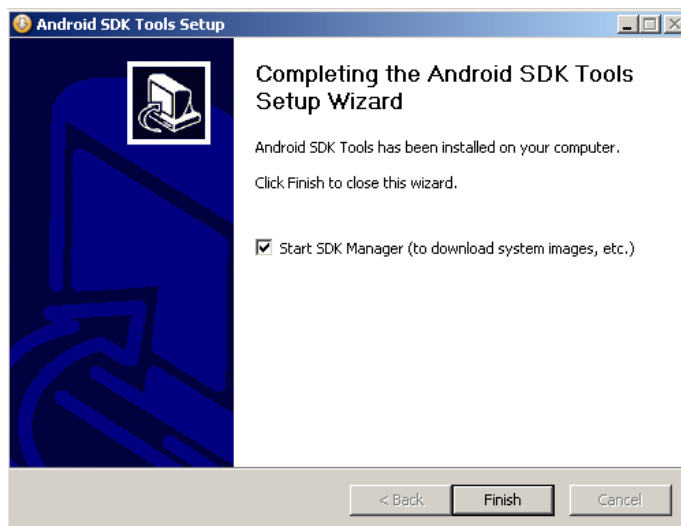 Android SDK Tools Setup
Completing the Android SDK Tools
Setup Wizard
Android SDK Tools has been installed on your computer.
Click Finish to close this wizard.
Start SDK Manager (to download system images, etc.)
< Back
Finish
Cancel